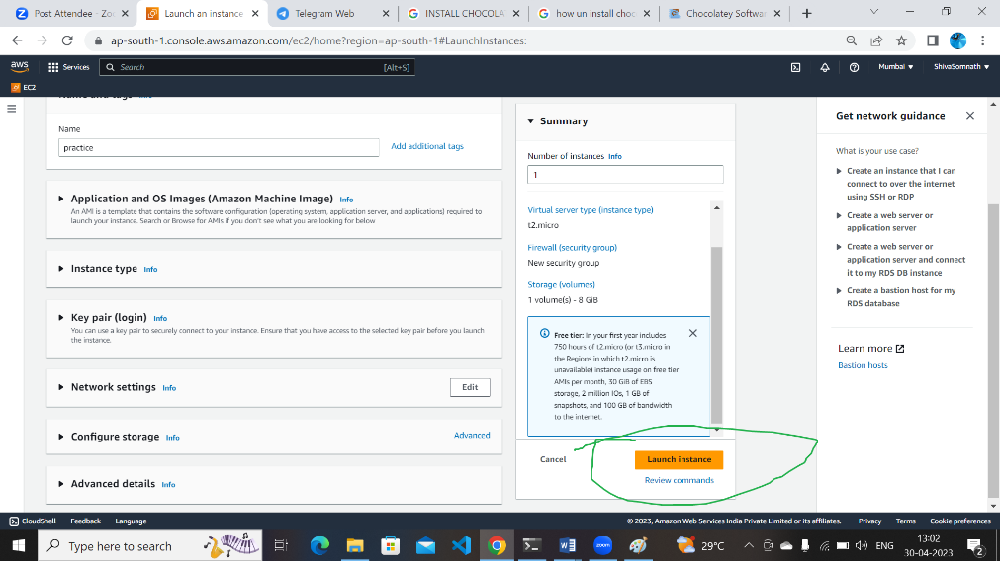 Post Attendee - Zoo
Launch an instance
Telegram Web
INSTALL CHOCOLA
how un install choc
Chocolatey Softwar
ap-south-1.console.aws.amazon.com/ec2/home?region=ap-south-1#LaunchInstances:
aws
Services
Search
[Alt+S]
Mumbai
ShivaSomnath
EC2
Name and tags Info
Name
practice
Add additional tags
Application and OS Images (Amazon Machine Image) Info
An AMI is a template that contains the software configuration (operating system, application server, and applications) required to
launch your instance. Search or Browse for AMIs if you don't see what you are looking for below
Instance type Info
Key pair (login) Info
You can use a key pair to securely connect to your instance. Ensure that you have access to the selected key pair before you launch
the instance.
Network settings Info
Edit
Configure storage Info
Advanced
Advanced details Info
Summary
Number of instances Info
1
Virtual server type (instance type)
t2.micro
Firewall (security group)
New security group
Storage (volumes)
1 volume(s) - 8 GiB
Free tier: In your first year includes
750 hours of t2.micro (or t3.micro in
the Regions in which t2.micro is
unavailable) instance usage on free tier
AMIs per month, 30 GiB of EBS
storage, 2 million IOs, 1 GB of
snapshots, and 100 GB of bandwidth
to the internet.
Cancel
Launch instance
Review commands
Get network guidance
What is your use case?
Create an instance that I can
connect to over the internet
using SSH or RDP
Create a web server or
application server
Create a web server or
application server and connect
it to my RDS DB instance
Create a bastion host for my
RDS database
Learn more
Bastion hosts
CloudShell
Feedback
Language
© 2023, Amazon Web Services India Private Limited or its affiliates.
Privacy
Terms
Cookie preferences
Type here to search
zoom
29°C
ENG
13:02
30-04-2023
2